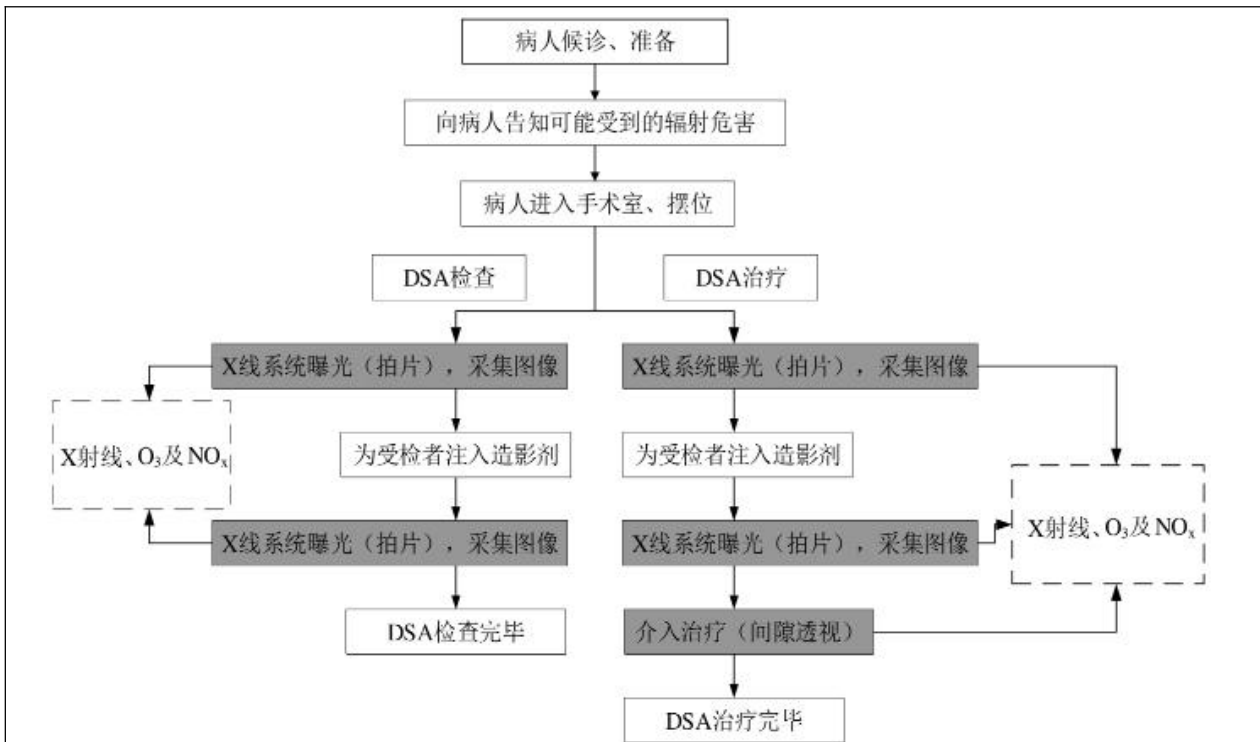 病人候诊、准备
向病人告知可能受到的辐射危害
病人进入手术室、摆位
DSA检查
DSA治疗
X线系统曝光（拍片），采集图像
X线系统曝光（拍片），采集图像
X射线、O₃及NOₓ
为受检者注入造影剂
为受检者注入造影剂
X射线、O₃及NOₓ
X线系统曝光（拍片），采集图像
X线系统曝光（拍片），采集图像
DSA检查完毕
介入治疗（间隙透视）
DSA治疗完毕